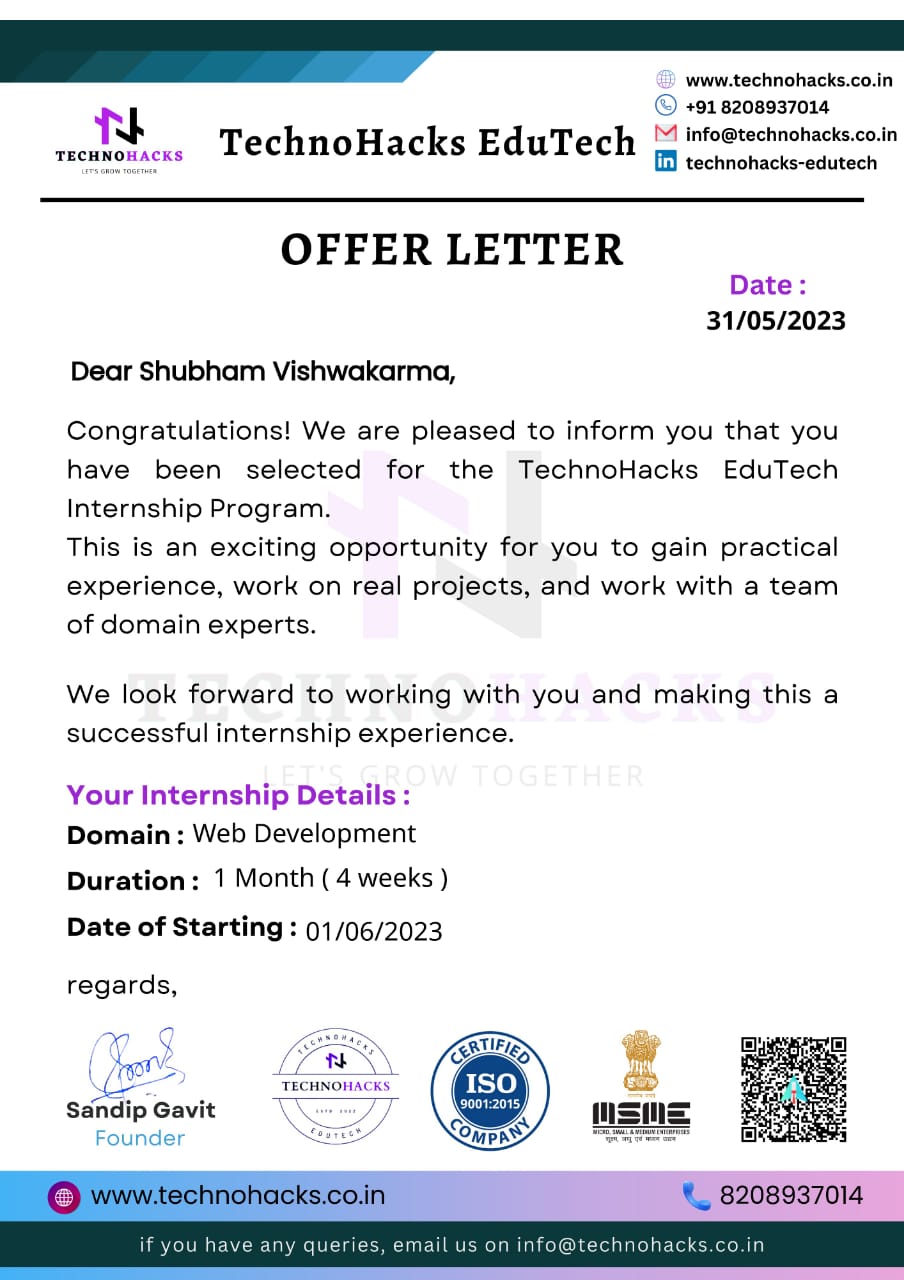 www.technohacks.co.in
+91 8208937014
info@technohacks.co.in
in technohacks-edutech
TECHNOHACKS
LET'S GROW TOGETHER
TechnoHacks EduTech
OFFER LETTER
Date :
31/05/2023
Dear Shubham Vishwakarma,
Congratulations! We are pleased to inform you that you
have been selected for the TechnoHacks EduTech
Internship Program.
This is an exciting opportunity for you to gain practical
experience, work on real projects, and work with a team
of domain experts.
We look forward to working with you and making this a
successful internship experience.
TECHNOHACKS
LET'S GROW TOGETHER
Your Internship Details :
Domain : Web Development
Duration : 1 Month ( 4 weeks )
Date of Starting : 01/06/2023
regards,
Sandip Gavit
Founder
TECHNOHACKS
TECHNOHACKS
ESTD 2022
EDUTECH
CERTIFIED
ISO
9001:2015
COMPANY
सत्यमेव जयते
MSME
MICRO, SMALL & MEDIUM ENTERPRISES
सूक्ष्म, लघु एवं मध्यम उद्यम
www.technohacks.co.in
8208937014
if you have any queries, email us on info@technohacks.co.in